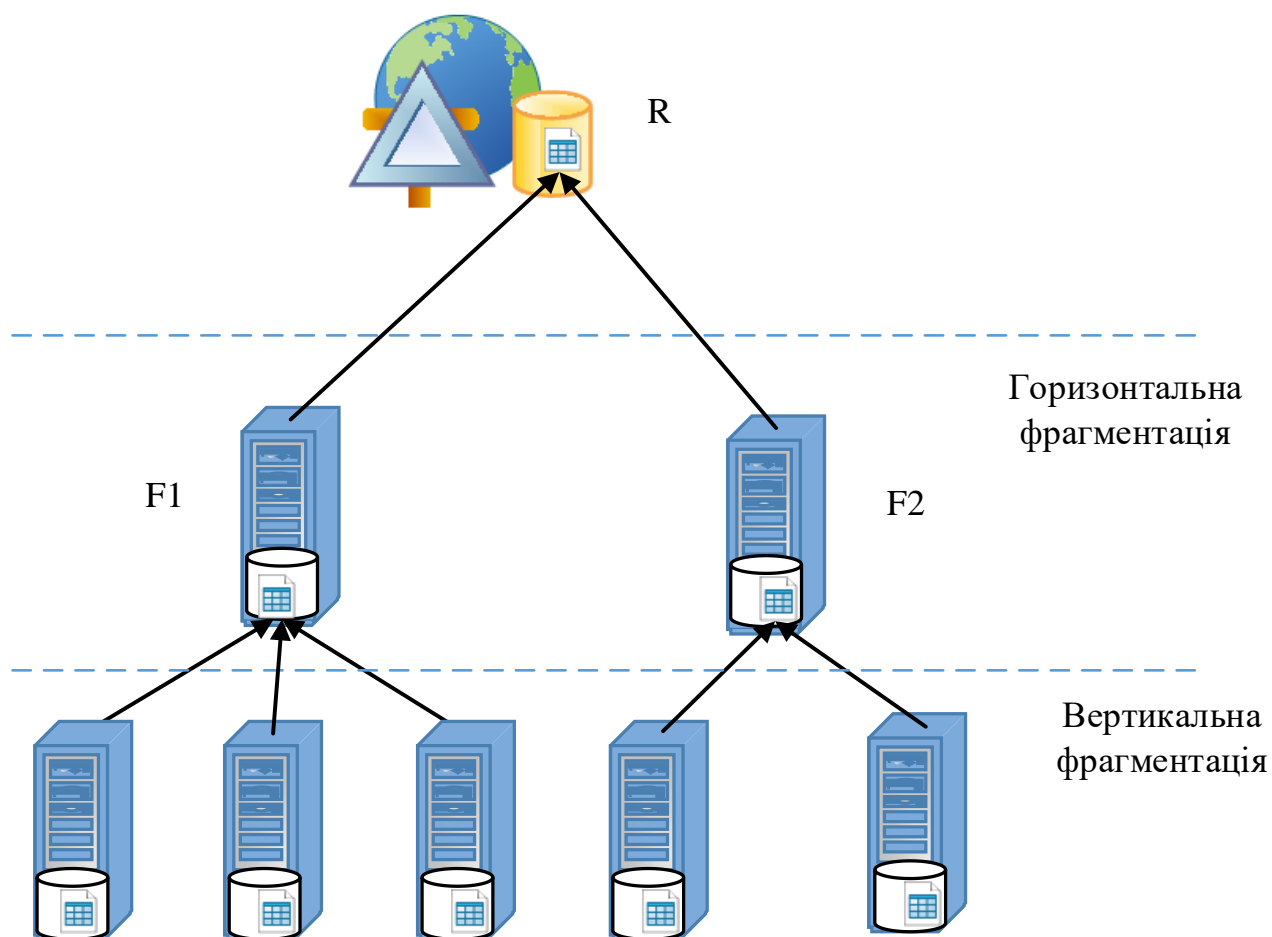 R
Горизонтальна
фрагментація
F1
F2
Вертикальна
фрагментація